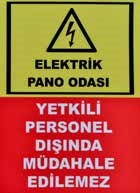 ELEKTRİK
PANO ODASI
YETKİLİ
PERSONEL
DIŞINDA
MÜDAHALE
EDİLEMEZ